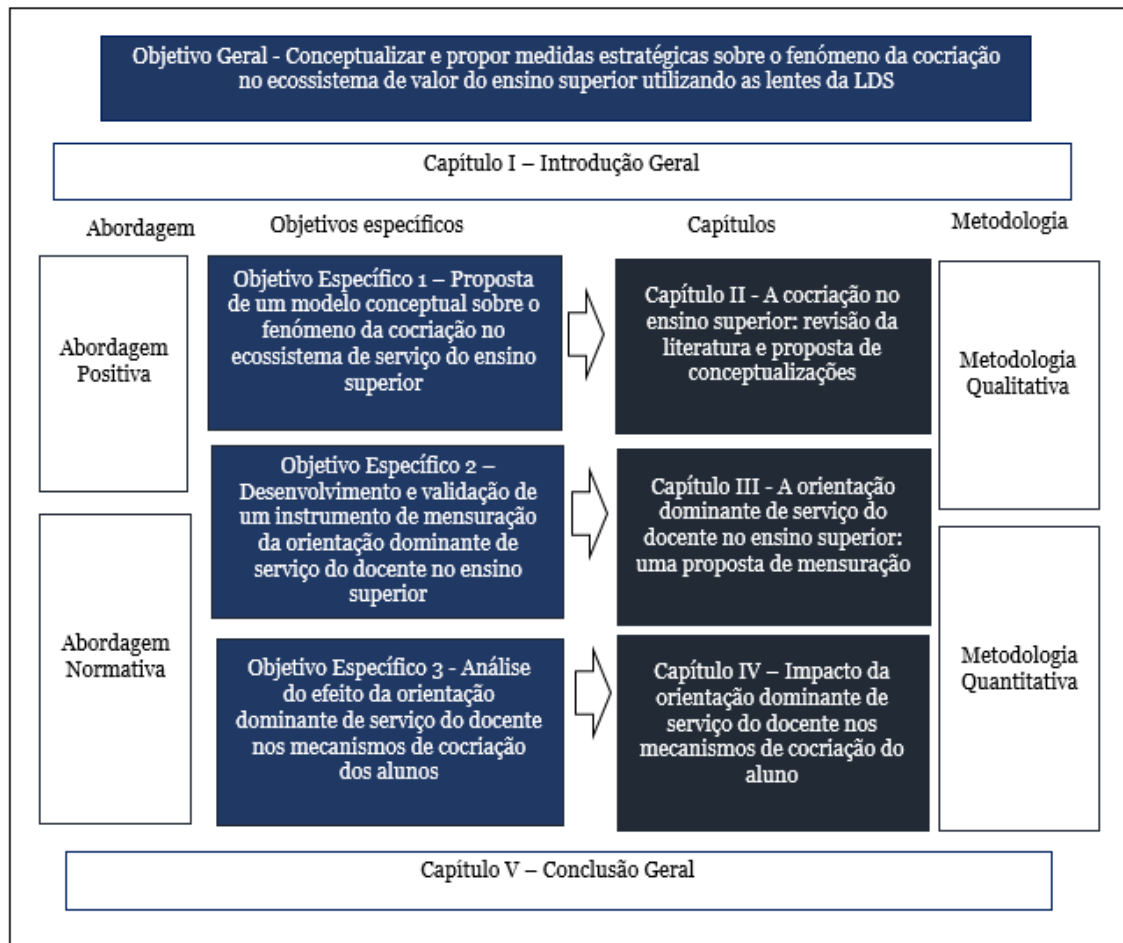 Objetivo Geral - Conceptualizar e propor medidas estratégicas sobre o fenómeno da cocriação
no ecossistema de valor do ensino superior utilizando as lentes da LDS
Capítulo I – Introdução Geral
Abordagem
Objetivos específicos
Capítulos
Metodologia
Abordagem
Positiva
Objetivo Específico 1 – Proposta
de um modelo conceptual sobre o
fenómeno da cocriação no
ecossistema de serviço do ensino
superior
Capítulo II - A cocriação no
ensino superior: revisão da
literatura e proposta de
conceptualizações
Metodologia
Qualitativa
Objetivo Específico 2 –
Desenvolvimento e validação de
um instrumento de mensuração
da orientação dominante de
serviço do docente no ensino
superior
Capítulo III - A orientação
dominante de serviço do
docente no ensino superior:
uma proposta de mensuração
Abordagem
Normativa
Objetivo Específico 3 - Análise
do efeito da orientação
dominante de serviço do docente
nos mecanismos de cocriação
dos alunos
Capítulo IV – Impacto da
orientação dominante de
serviço do docente nos
mecanismos de cocriação do
aluno
Metodologia
Quantitativa
Capítulo V – Conclusão Geral